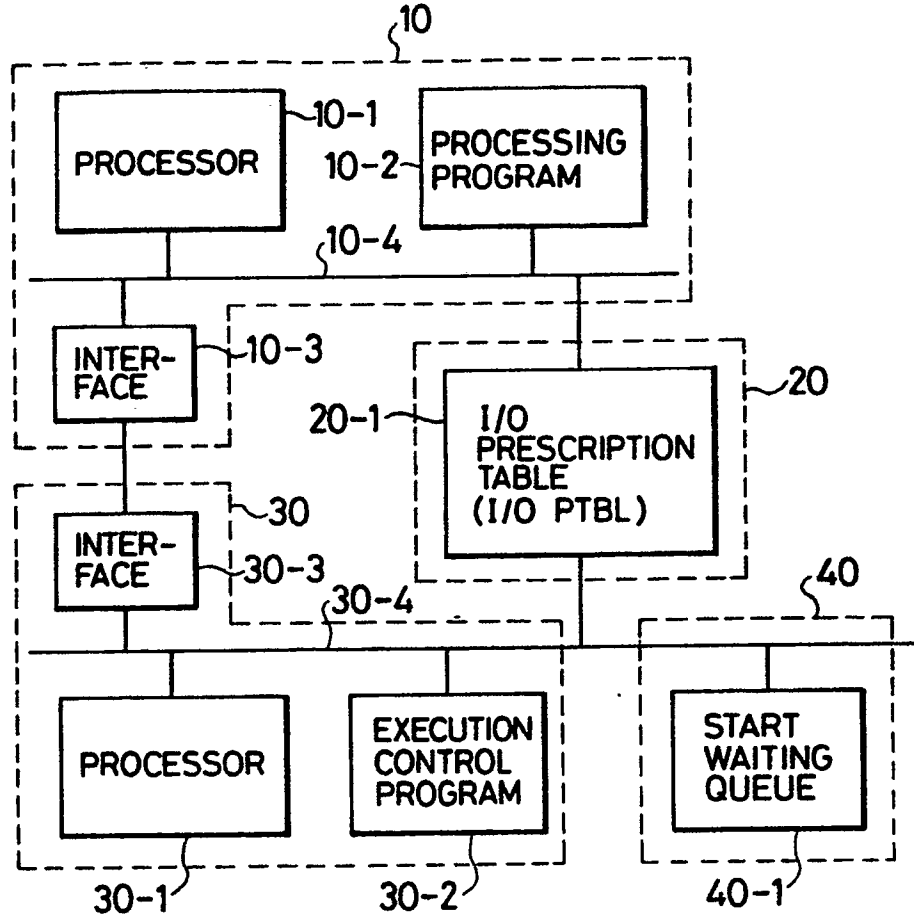 10
PROCESSOR
10-1
10-2
PROCESSING
PROGRAM
10-4
INTER-
FACE
10-3
20-1
I/O
PRESCRIPTION
TABLE
(I/O PTBL)
20
30
INTER-
FACE
30-3
30-4
40
PROCESSOR
EXECUTION
CONTROL
PROGRAM
START
WAITING
QUEUE
30-1
30-2
40-1